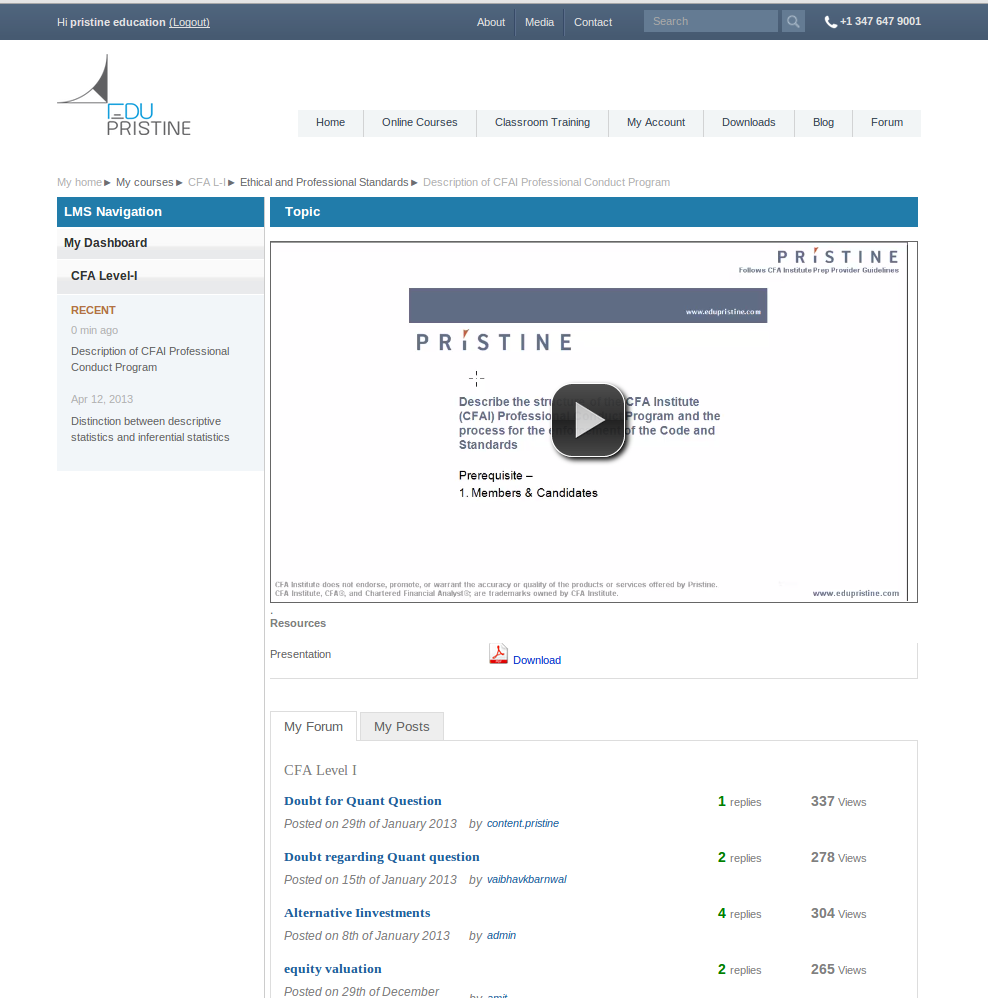 Hi pristine education (Logout)
About Media Contact Search +1 347 647 9001
EDU
PRISTINE
Home Online Courses Classroom Training My Account Downloads Blog Forum
My home► My courses► CFA L-I► Ethical and Professional Standards► Description of CFAI Professional Conduct Program
LMS Navigation
My Dashboard
CFA Level-I
RECENT
0 min ago
Description of CFAI Professional
Conduct Program
Apr 12, 2013
Distinction between descriptive
statistics and inferential statistics
Topic
PRISTINE
Follows CFA Institute Prep Provider Guidelines
www.edupristine.com
PRISTINE
Describe the of the CFA Institute
(CFAI) Professional Program and the
process for the of the Code and
Standards
Prerequisite –
1. Members & Candidates
CFA Institute does not endorse, promote, or warrant the accuracy or quality of the products or services offered by Pristine.
CFA Institute, CFA®, and Chartered Financial Analyst®; are trademarks owned by CFA Institute.
www.edupristine.com
.
Resources
Presentation Download
My Forum My Posts
CFA Level I
Doubt for Quant Question 1 replies 337 Views
Posted on 29th of January 2013 by content.pristine
Doubt regarding Quant question 2 replies 278 Views
Posted on 15th of January 2013 by vaibhavkbarnwal
Alternative Iinvestments 4 replies 304 Views
Posted on 8th of January 2013 by admin
equity valuation 2 replies 265 Views
Posted on 29th of December by amit